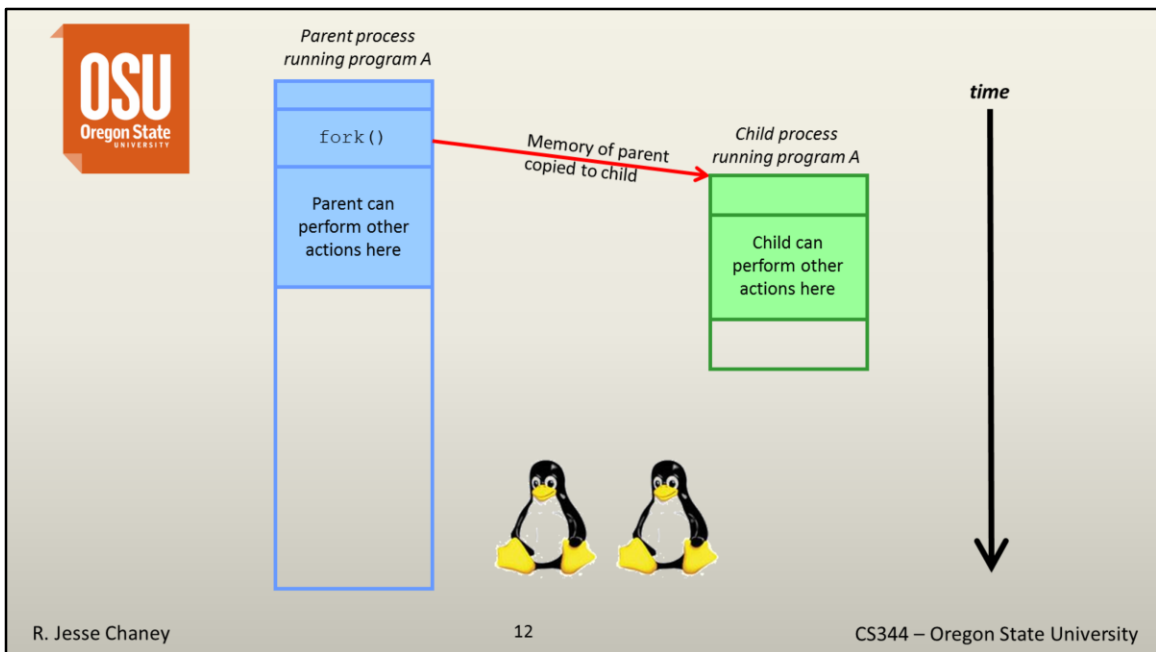 OSU
Oregon State
UNIVERSITY
Parent process
running program A
fork()
Parent can
perform other
actions here
Memory of parent
copied to child
Child process
running program A
Child can
perform other
actions here
time
R. Jesse Chaney
12
CS344 – Oregon State University